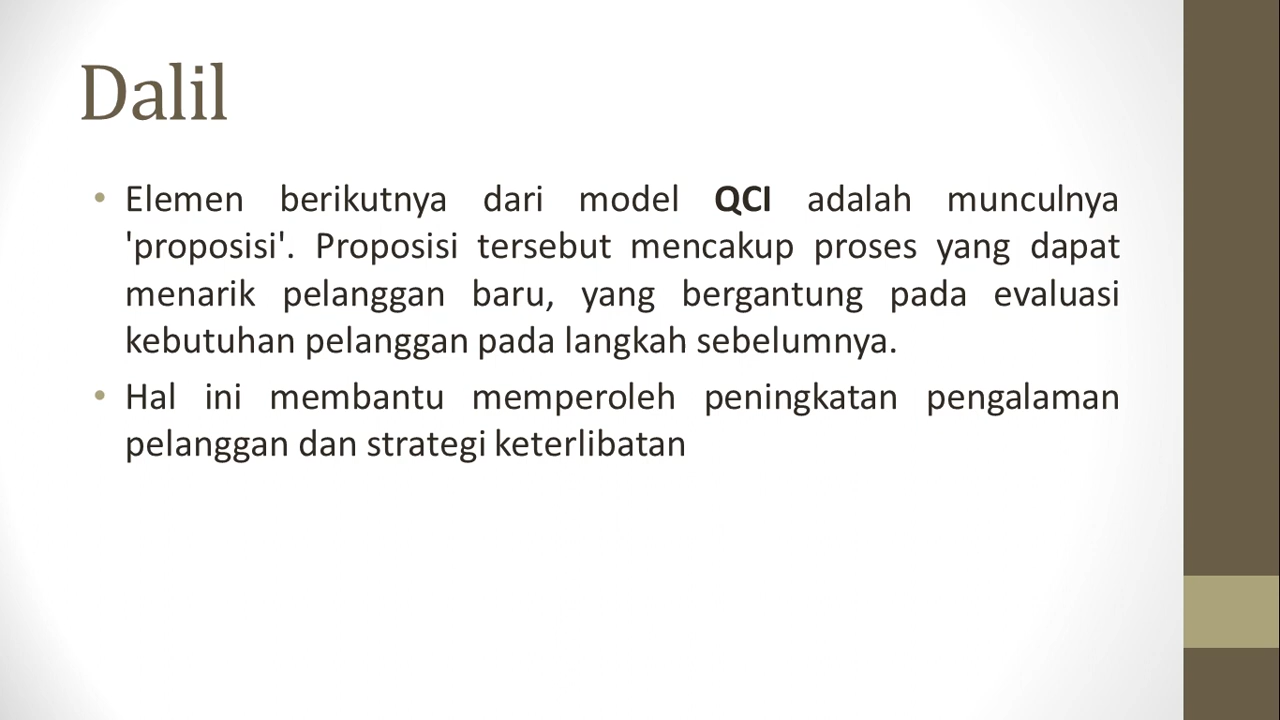 Dalil
• Elemen berikutnya dari model QCI adalah munculnya
'proposisi'. Proposisi tersebut mencakup proses yang dapat
menarik pelanggan baru, yang bergantung pada evaluasi
kebutuhan pelanggan pada langkah sebelumnya.
• Hal ini membantu memperoleh peningkatan pengalaman
pelanggan dan strategi keterlibatan